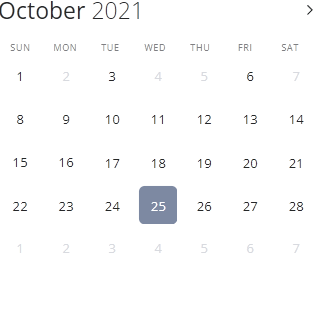 October 2021
SUN MON TUE WED THU FRI SAT
1 2 3 4 5 6 7
8 9 10 11 12 13 14
15 16 17 18 19 20 21
22 23 24 25 26 27 28
1 2 3 4 5 6 7